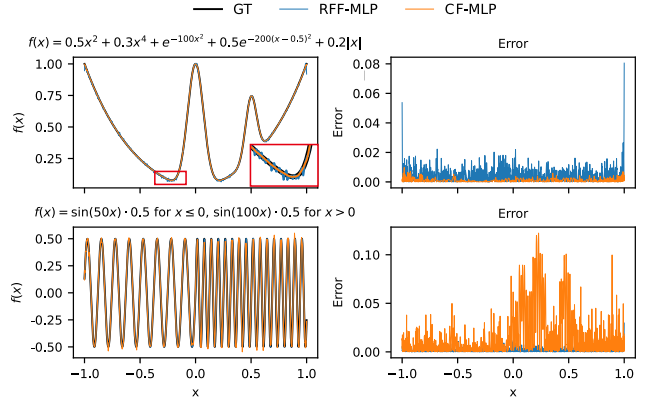 GT RFF-MLP CF-MLP
f(x) = 0.5x² + 0.3x⁴ + e^{-100x²} + 0.5e^{-200(x-0.5)²} + 0.2|x|
Error
1.00
0.75
0.50
0.25
f(x)
0.08
0.06
0.04
0.02
0.00
Error
f(x) = sin(50x) · 0.5 for x ≤ 0, sin(100x) · 0.5 for x > 0
Error
0.50
0.25
0.00
−0.25
−0.50
f(x)
−1.0 −0.5 0.0 0.5 1.0
x
0.10
0.05
0.00
Error
−1.0 −0.5 0.0 0.5 1.0
x